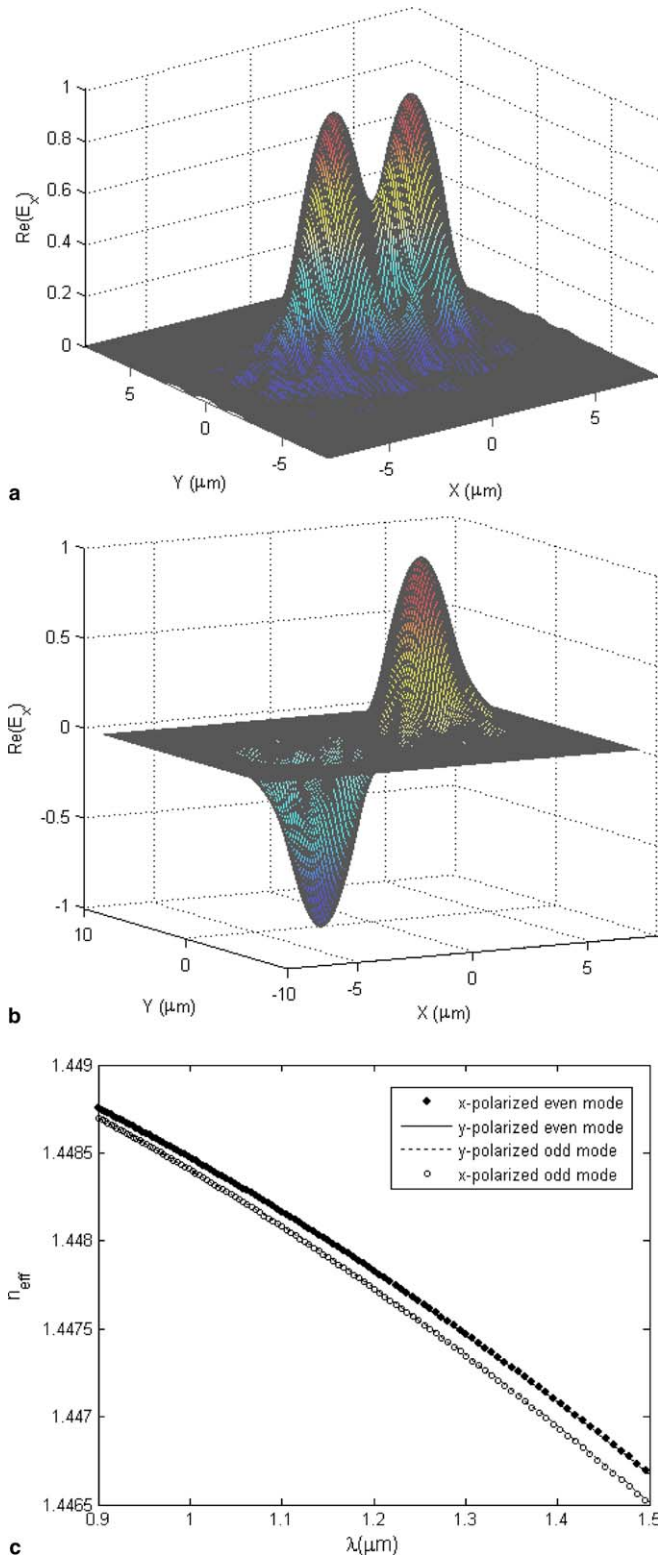 1
0.8
0.6
0.4
0.2
0
Re(E_x)
5
0
-5
Y (μm)
-5
0
5
X (μm)
a
1
0.5
0
-0.5
-1
Re(E_x)
10
0
-10
Y (μm)
-5
0
5
X (μm)
b
1.449
1.4485
1.448
1.4475
1.447
1.4465
n_eff
x-polarized even mode
y-polarized even mode
y-polarized odd mode
x-polarized odd mode
0.9 1 1.1 1.2 1.3 1.4 1.5
λ(μm)
c